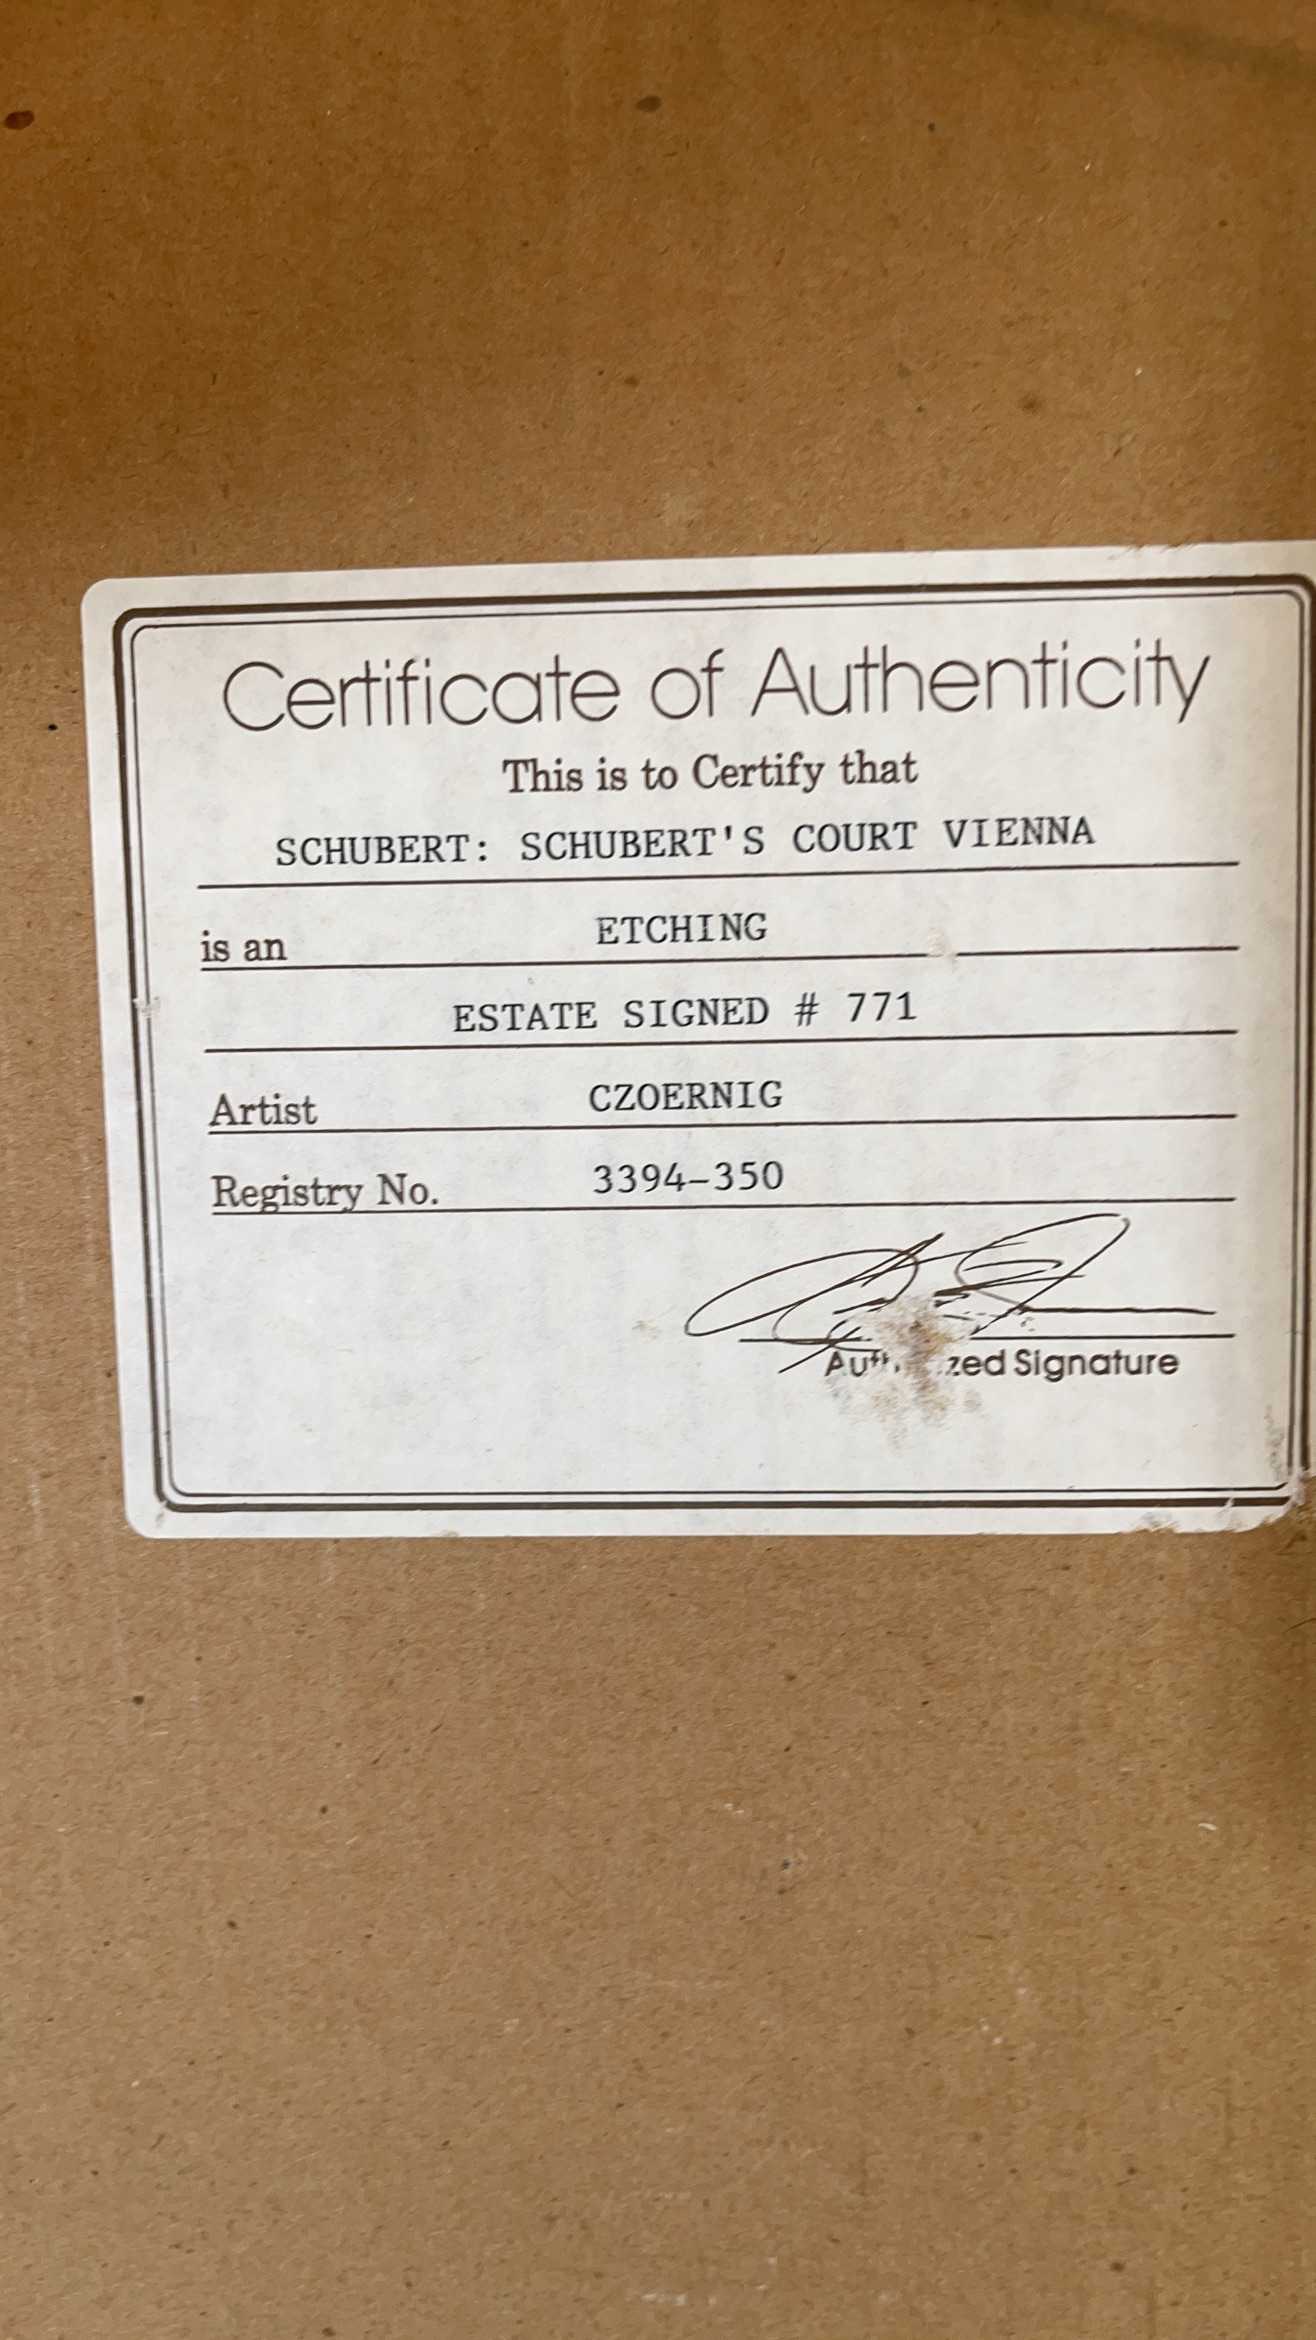 Certificate of Authenticity
This is to Certify that
SCHUBERT: SCHUBERT'S COURT VIENNA
is an ETCHING
ESTATE SIGNED # 771
Artist CZOERNIG
Registry No. 3394-350
Signature